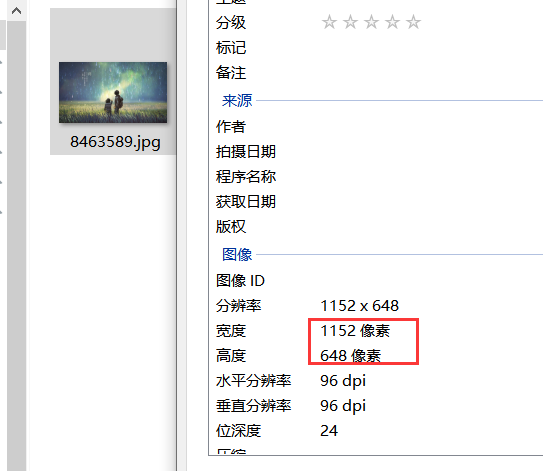 分级
标记
备注
8463589.jpg
来源
作者
拍摄日期
程序名称
获取日期
版权
图像
图像 ID
分辨率 1152 x 648
宽度 1152 像素
高度 648 像素
水平分辨率 96 dpi
垂直分辨率 96 dpi
位深度 24